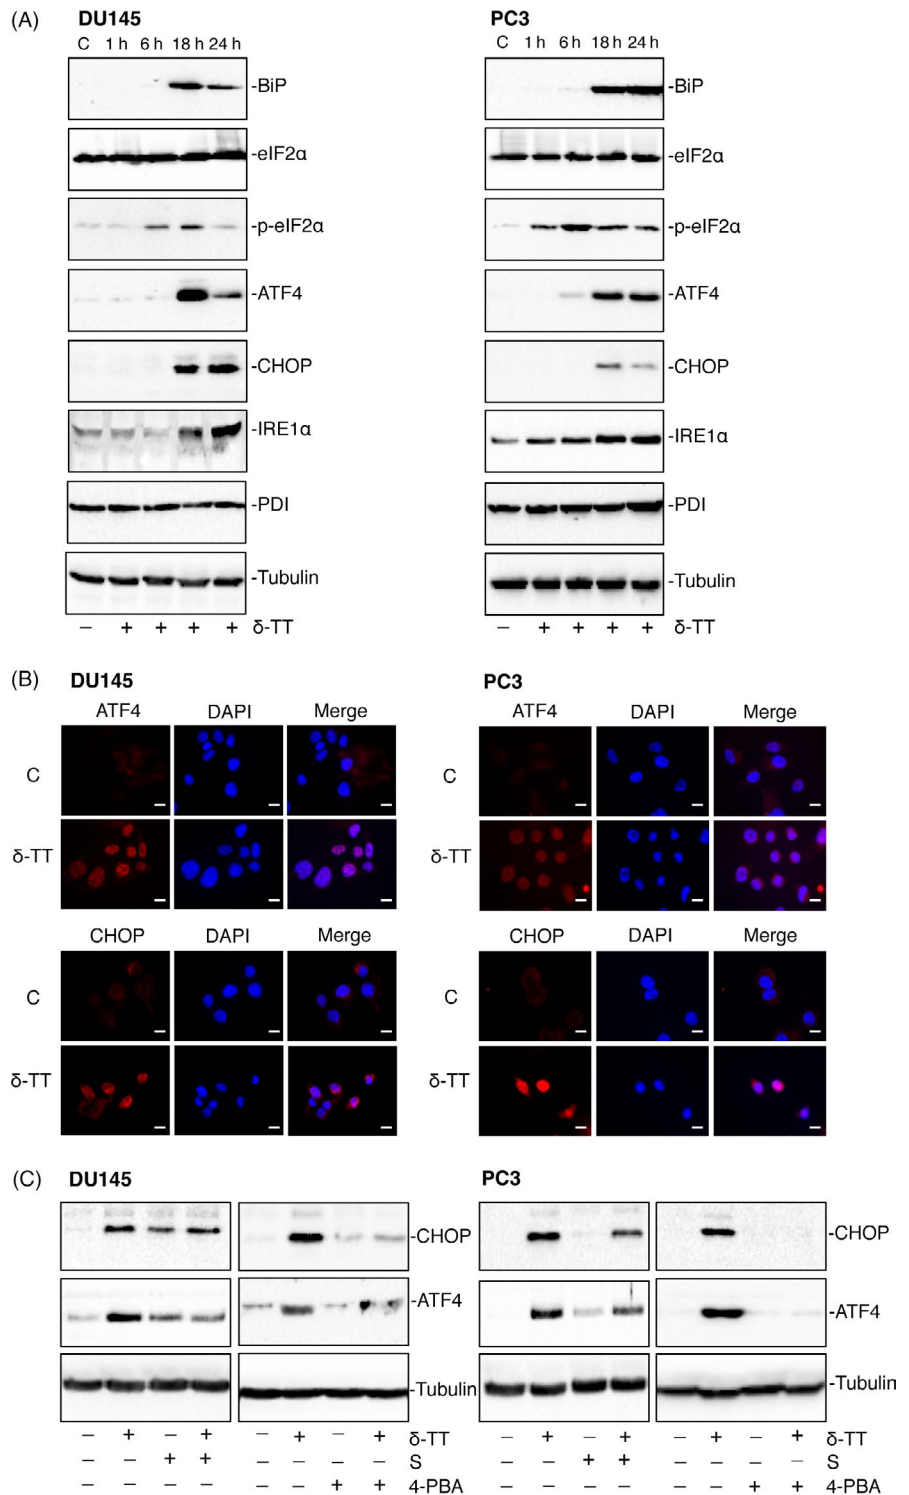 (A) DU145 PC3
C 1 h 6 h 18 h 24 h C 1 h 6 h 18 h 24 h
-BiP -BiP
-eIF2α -eIF2α
-p-eIF2α -p-eIF2α
-ATF4 -ATF4
-CHOP -CHOP
-IRE1α -IRE1α
-PDI -PDI
-Tubulin -Tubulin
– + + + + δ-TT – + + + + δ-TT
(B) DU145 PC3
ATF4 DAPI Merge ATF4 DAPI Merge
C C
δ-TT δ-TT
CHOP DAPI Merge CHOP DAPI Merge
C C
δ-TT δ-TT
(C) DU145 PC3
-CHOP -CHOP
-ATF4 -ATF4
-Tubulin -Tubulin
– + – + – + – + δ-TT – + – + – + – + δ-TT
– – + + – – – – S – – + + – – – – S
– – – – – – + + 4-PBA – – – – – – + + 4-PBA